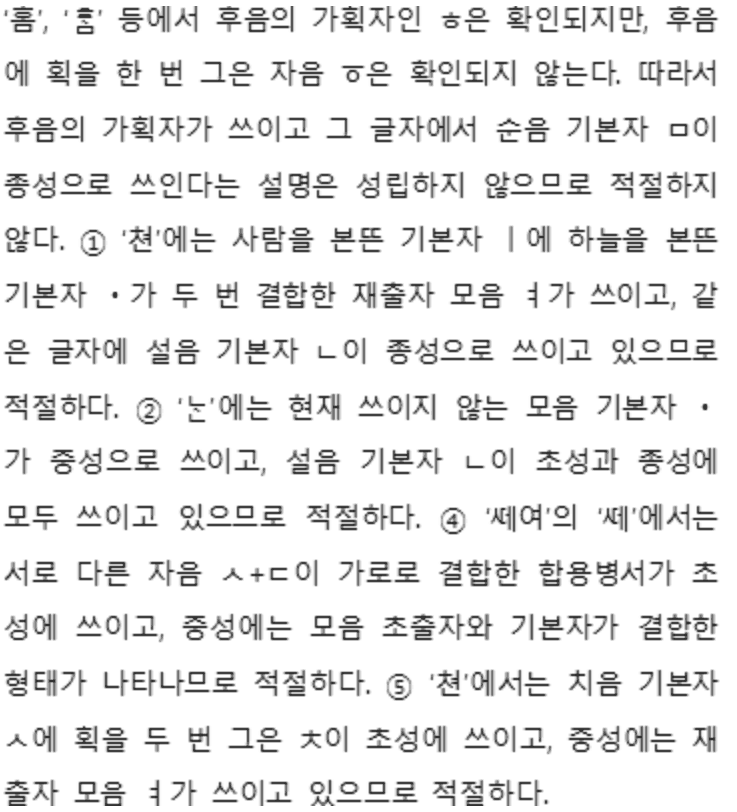 ‘홈’, ‘ᄒᆞᆷ’ 등에서 후음의 가획자인 ㅎ은 확인되지만, 후음
에 획을 한 번 그은 자음 ㆆ은 확인되지 않는다. 따라서
후음의 가획자가 쓰이고 그 글자에서 순음 기본자 ㅁ이
종성으로 쓰인다는 설명은 성립하지 않으므로 적절하지
않다. ① ‘쳔’에는 사람을 본뜬 기본자 ㅣ에 하늘을 본뜬
기본자 ㆍ가 두 번 결합한 재출자 모음 ㅕ가 쓰이고, 같
은 글자에 설음 기본자 ㄴ이 종성으로 쓰이고 있으므로
적절하다. ② ‘ᄂᆞᆫ’에는 현재 쓰이지 않는 모음 기본자 ㆍ
가 중성으로 쓰이고, 설음 기본자 ㄴ이 초성과 종성에
모두 쓰이고 있으므로 적절하다. ④ ‘ᄯᅦ여’의 ‘ᄯᅦ’에서는
서로 다른 자음 ㅅ+ㄷ이 가로로 결합한 합용병서가 초
성에 쓰이고, 중성에는 모음 초출자와 기본자가 결합한
형태가 나타나므로 적절하다. ⑤ ‘쳔’에서는 치음 기본자
ㅅ에 획을 두 번 그은 ㅊ이 초성에 쓰이고, 중성에는 재
출자 모음 ㅕ가 쓰이고 있으므로 적절하다.